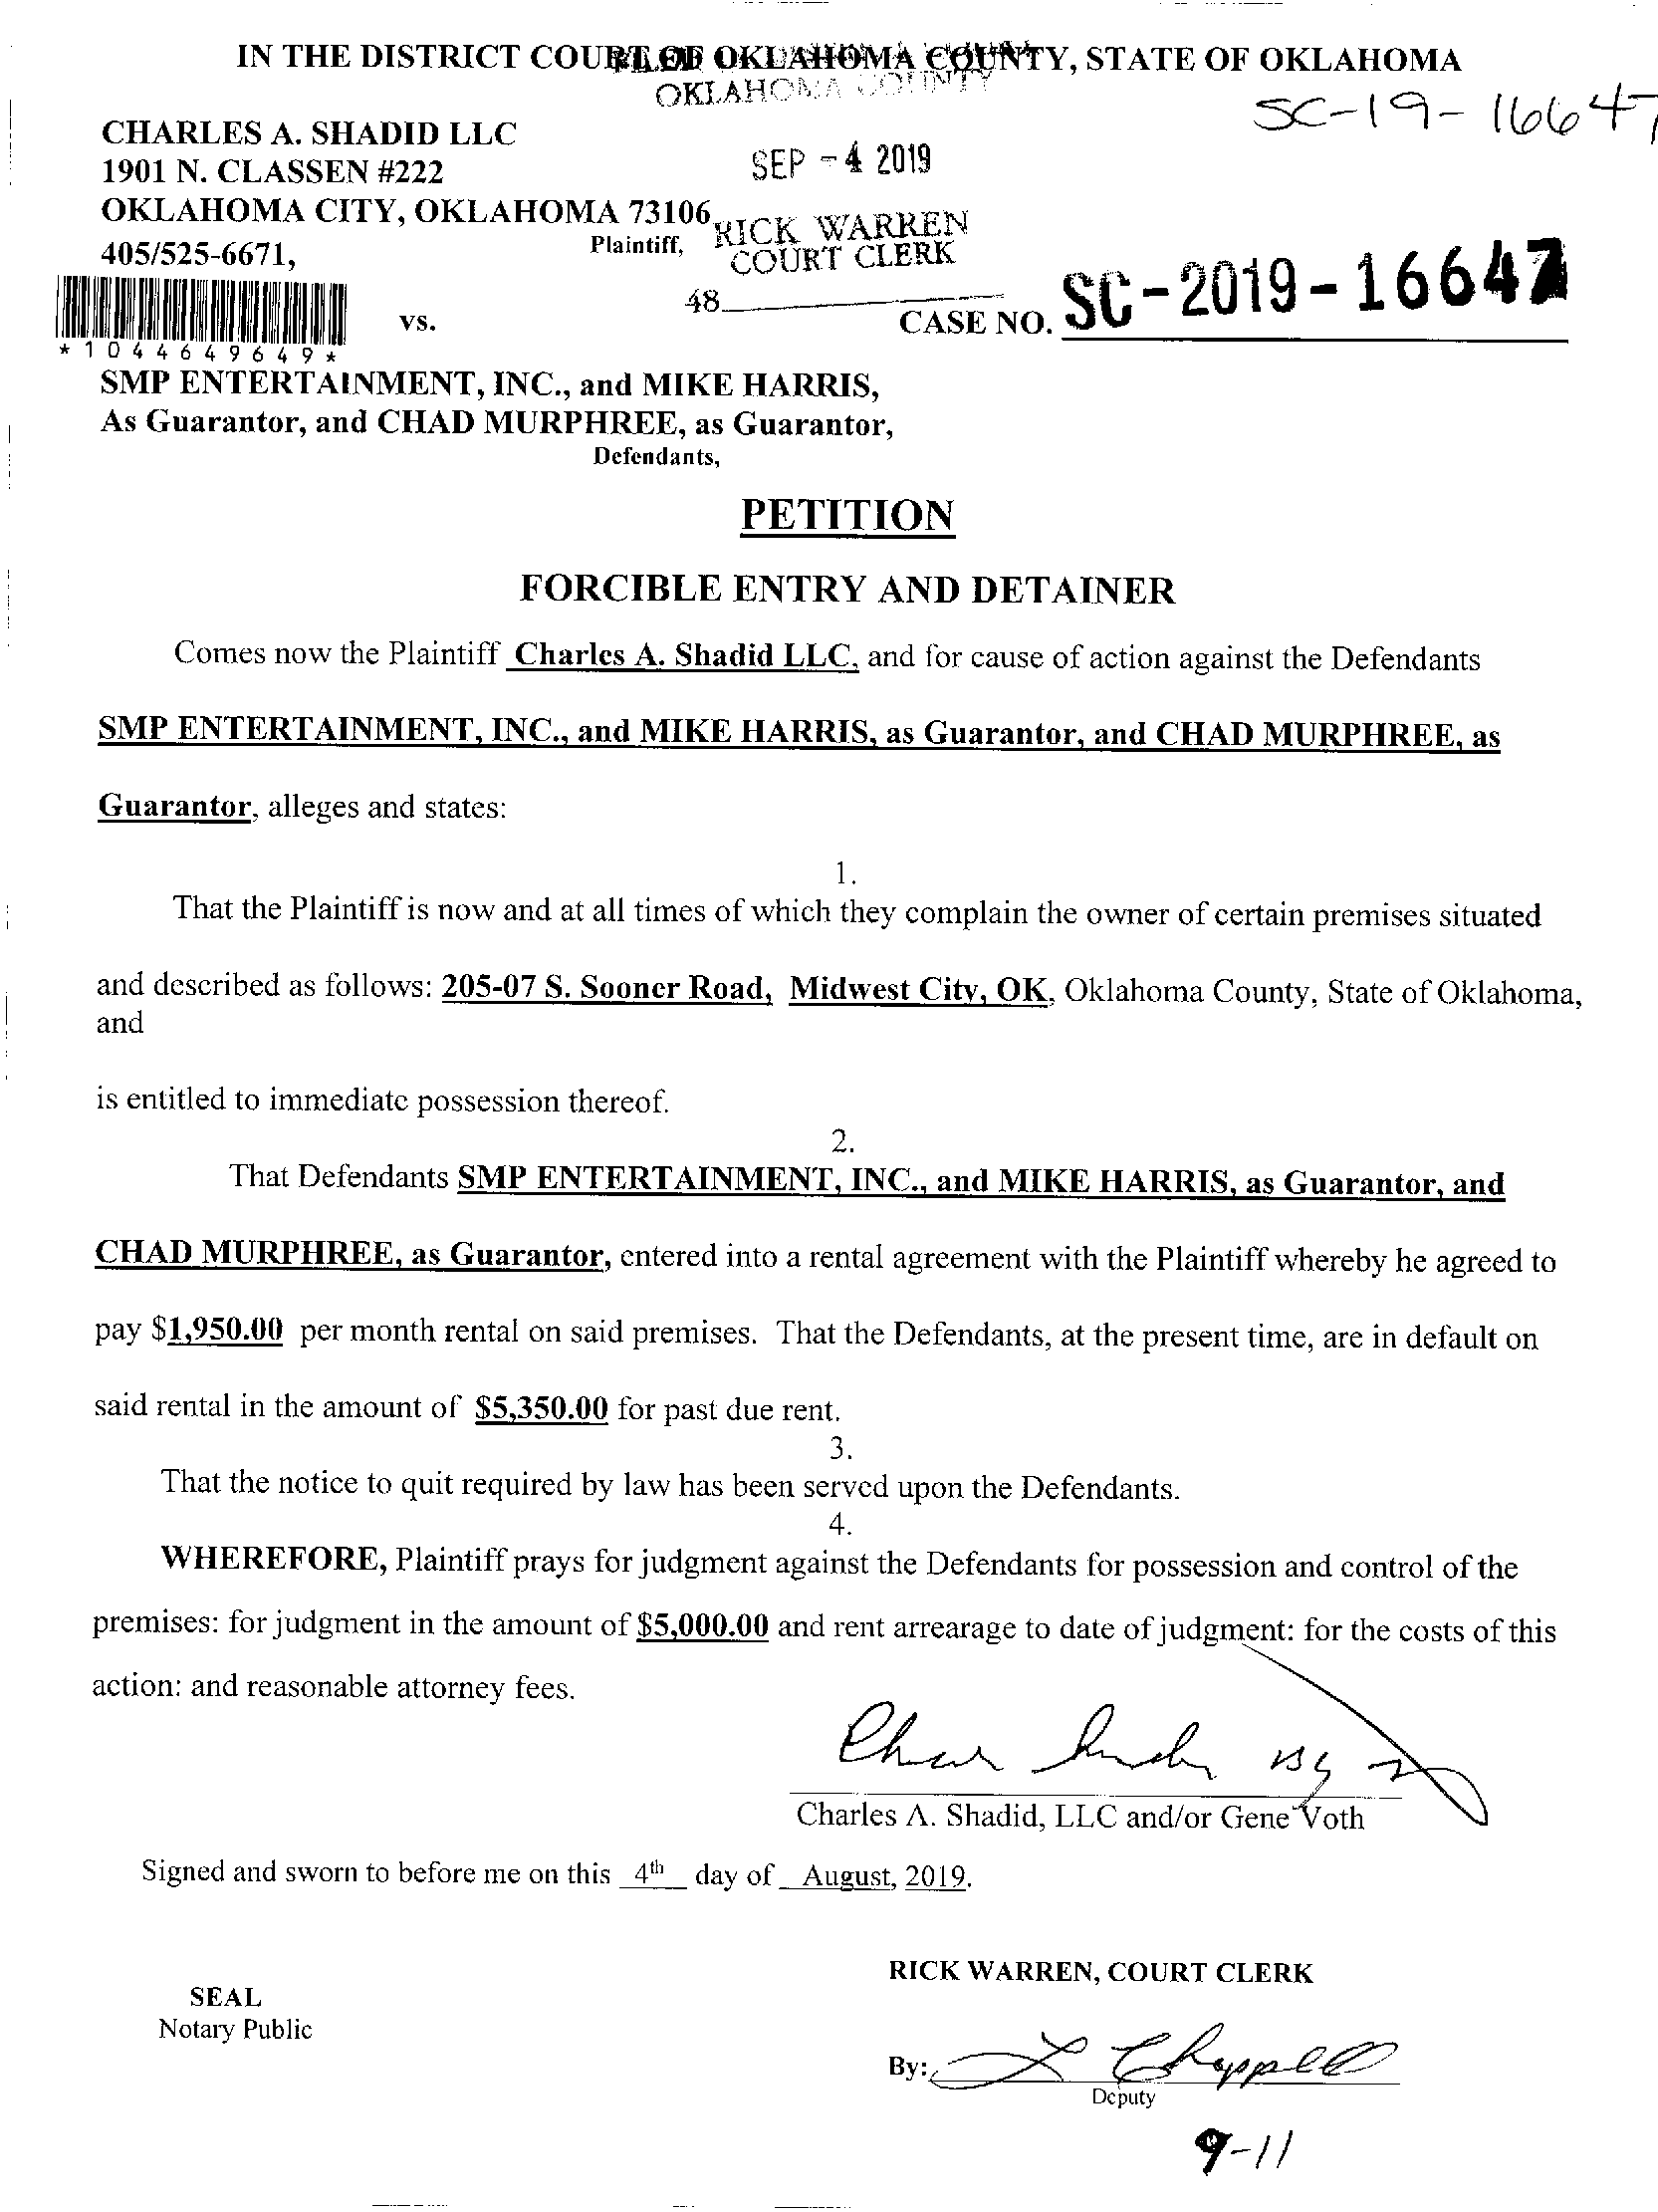 IN THE DISTRICT COURT OF OKLAHOMA COUNTY, STATE OF OKLAHOMA
OKLAHOMA COUNTY
SC-19-16647
CHARLES A. SHADID LLC
1901 N. CLASSEN #222
SEP - 4 2019
OKLAHOMA CITY, OKLAHOMA 73106
405/525-6671,
Plaintiff,
RICK WARREN
COURT CLERK
48
vs.
CASE NO. SC-2019-16647
*1044649649*
SMP ENTERTAINMENT, INC., and MIKE HARRIS,
As Guarantor, and CHAD MURPHREE, as Guarantor,
Defendants,
PETITION
FORCIBLE ENTRY AND DETAINER
Comes now the Plaintiff Charles A. Shadid LLC, and for cause of action against the Defendants
SMP ENTERTAINMENT, INC., and MIKE HARRIS, as Guarantor, and CHAD MURPHREE, as
Guarantor, alleges and states:
1.
That the Plaintiff is now and at all times of which they complain the owner of certain premises situated
and described as follows: 205-07 S. Sooner Road, Midwest City, OK, Oklahoma County, State of Oklahoma,
and
is entitled to immediate possession thereof.
2.
That Defendants SMP ENTERTAINMENT, INC., and MIKE HARRIS, as Guarantor, and
CHAD MURPHREE, as Guarantor, entered into a rental agreement with the Plaintiff whereby he agreed to
pay $1,950.00 per month rental on said premises. That the Defendants, at the present time, are in default on
said rental in the amount of $5,350.00 for past due rent.
3.
That the notice to quit required by law has been served upon the Defendants.
4.
WHEREFORE, Plaintiff prays for judgment against the Defendants for possession and control of the
premises: for judgment in the amount of $5,000.00 and rent arrearage to date of judgment: for the costs of this
action: and reasonable attorney fees.
By
Charles A. Shadid, LLC and/or Gene Voth
Signed and sworn to before me on this 4th day of August, 2019.
RICK WARREN, COURT CLERK
SEAL
Notary Public
By: L Chappell
Deputy
9-11